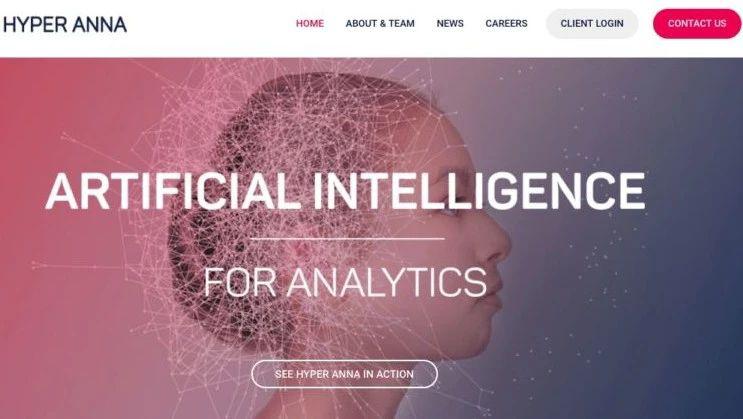 HYPER ANNA
HOME ABOUT & TEAM NEWS CAREERS CLIENT LOGIN CONTACT US
ARTIFICIAL INTELLIGENCE
FOR ANALYTICS
SEE HYPER ANNA IN ACTION